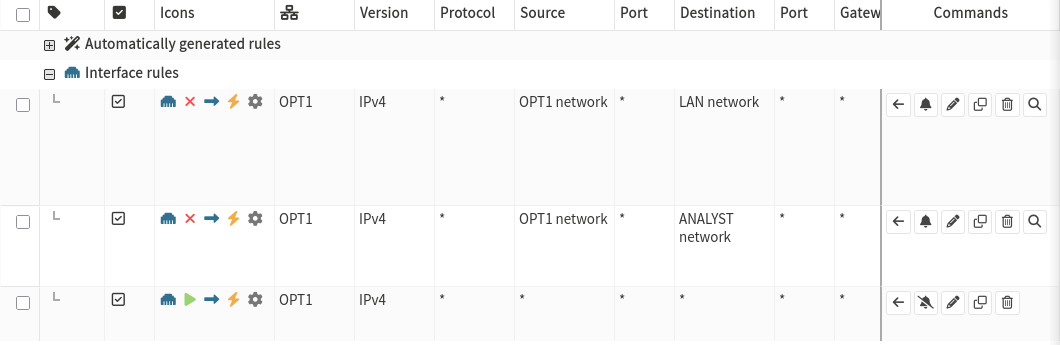 Icons Version Protocol Source Port Destination Port Gatew Commands
Automatically generated rules
Interface rules
OPT1 IPv4 * OPT1 network * LAN network * *
OPT1 IPv4 * OPT1 network * ANALYST network * *
OPT1 IPv4 * * * * * *